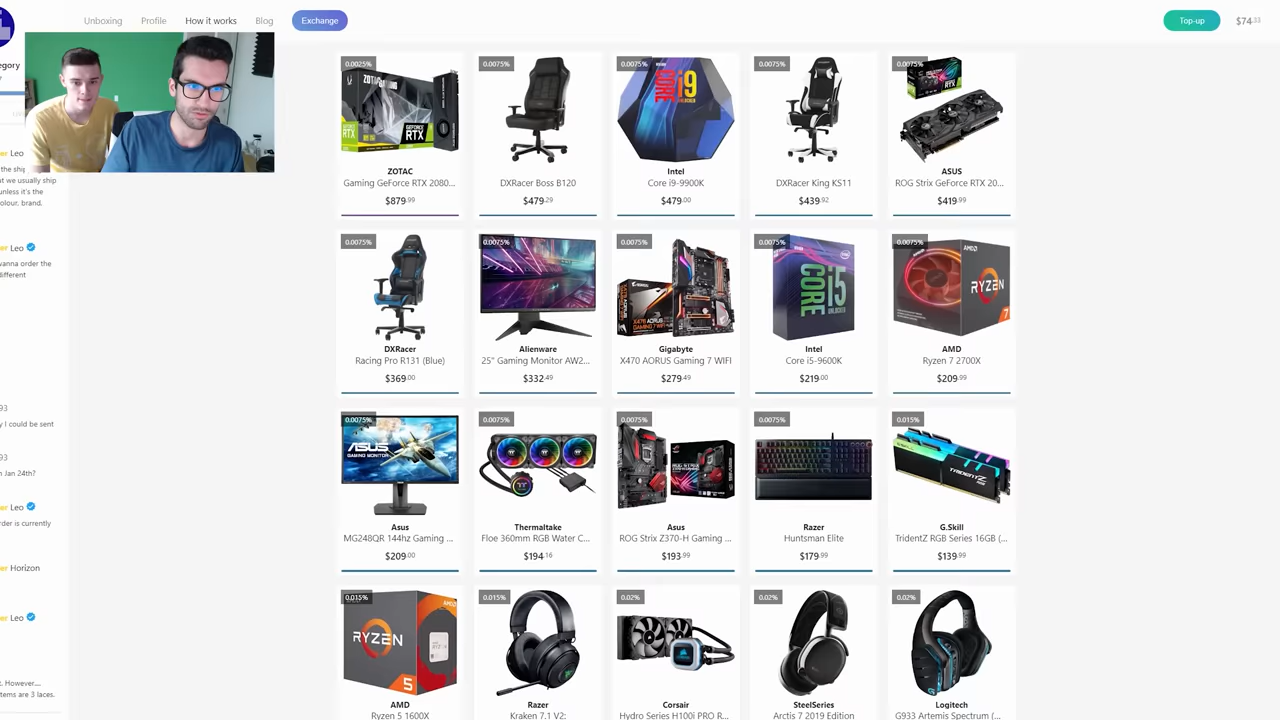 Unboxing Profile How it works Blog Exchange Top-up $74.33
egory
er Leo
the ship
t we usually ship
unless it's the
colour, brand,
er Leo
wanna order the
different
93
y I could be sent
93
n Jan 24th?
er Leo
rder is currently
er Horizon
er Leo
t. However....
tems are 3 laces.
0.0025% 0.0075% 0.0075% 0.0075% 0.0075%
ZOTAC
Gaming GeForce RTX 2080...
$879.99
DXRacer Boss B120
$479.29
Intel
Core i9-9900K
$479.00
DXRacer King KS11
$439.92
ASUS
ROG Strix GeForce RTX 20...
$419.99
0.0075% 0.0075% 0.0075% 0.0075% 0.0075%
DXRacer
Racing Pro R131 (Blue)
$369.00
Alienware
25" Gaming Monitor AW2...
$332.49
Gigabyte
X470 AORUS Gaming 7 WIFI
$279.49
Intel
Core i5-9600K
$219.00
AMD
Ryzen 7 2700X
$209.99
0.0075% 0.0075% 0.0075% 0.0075% 0.015%
Asus
MG248QR 144hz Gaming ...
$209.00
Thermaltake
Floe 360mm RGB Water C...
$194.16
Asus
ROG Strix Z370-H Gaming ...
$193.99
Razer
Huntsman Elite
$179.99
G.Skill
TridentZ RGB Series 16GB (...
$139.99
0.015% 0.015% 0.02% 0.02% 0.02%
AMD
Ryzen 5 1600X
Razer
Kraken 7.1 V2:
Corsair
Hydro Series H100i PRO R...
SteelSeries
Arctis 7 2019 Edition
Logitech
G933 Artemis Spectrum (...